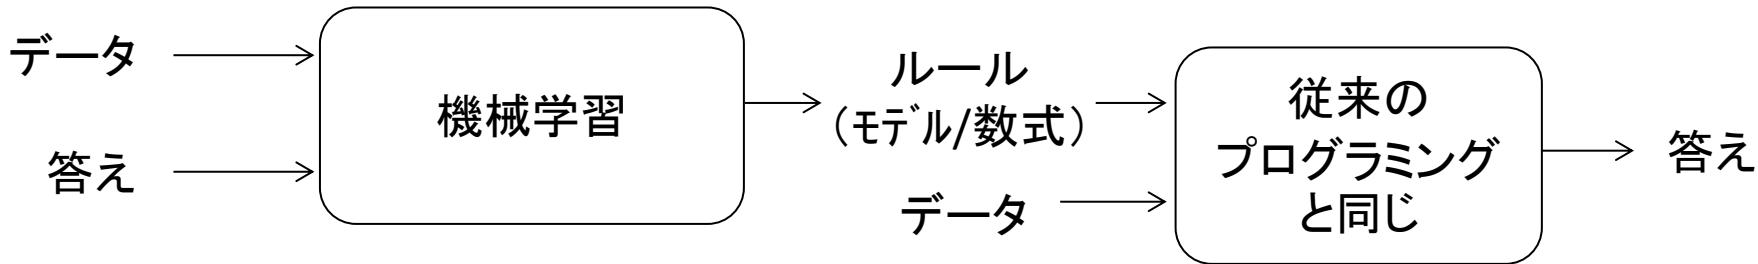 データ
答え
機械学習
ルール
（ﾓﾃﾞﾙ/数式）
データ
従来の
プログラミング
と同じ
答え